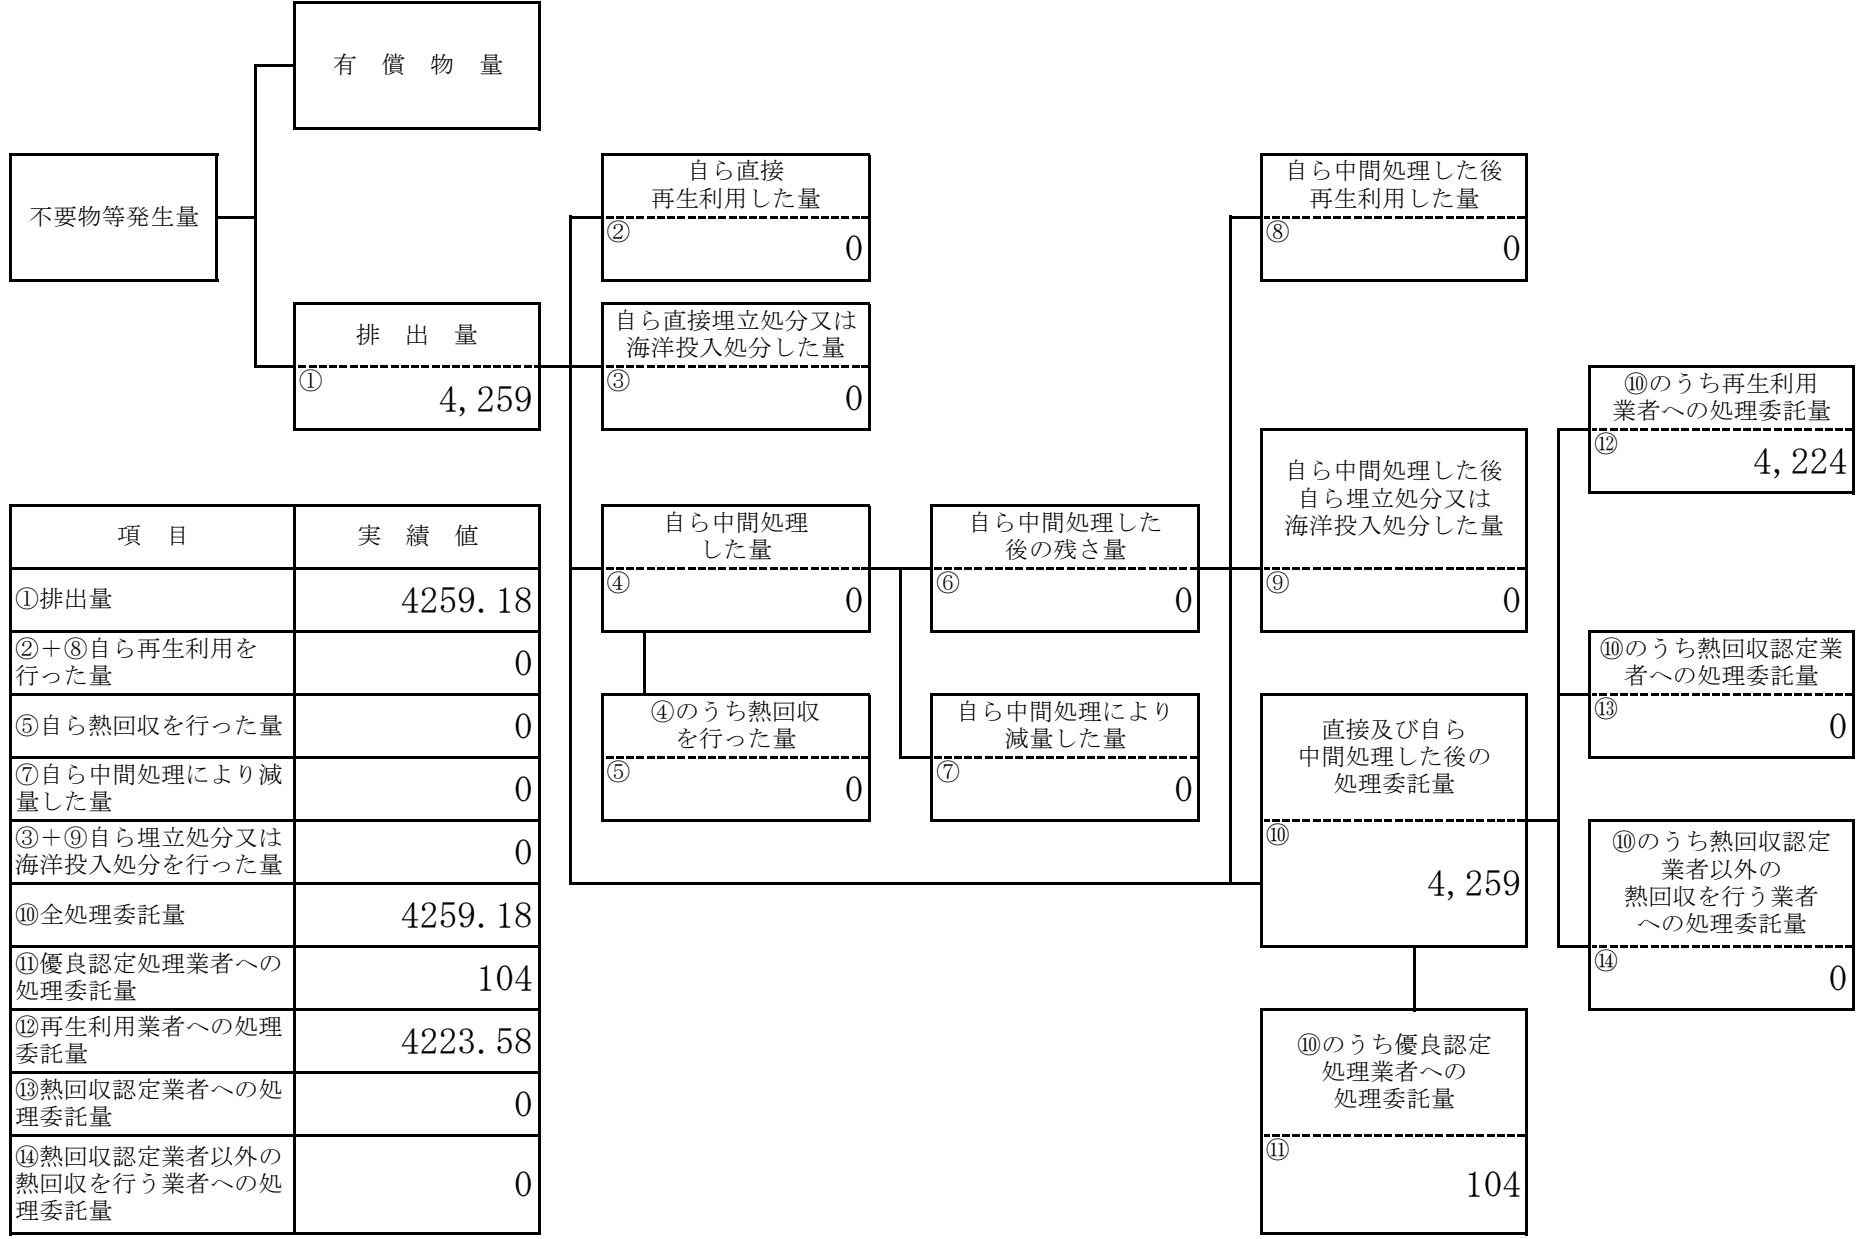 有　償　物　量
不要物等発生量
排　出　量
①
4,259
自ら直接
再生利用した量
②
0
自ら直接埋立処分又は
海洋投入処分した量
③
0
自ら中間処理
した量
④
0
④のうち熱回収
を行った量
⑤
0
自ら中間処理した
後の残さ量
⑥
0
自ら中間処理により
減量した量
⑦
0
自ら中間処理した後
再生利用した量
⑧
0
自ら中間処理した後
自ら埋立処分又は
海洋投入処分した量
⑨
0
直接及び自ら
中間処理した後の
処理委託量
⑩
4,259
⑩のうち優良認定
処理業者への
処理委託量
⑪
104
⑩のうち再生利用
業者への処理委託量
⑫
4,224
⑩のうち熱回収認定業
者への処理委託量
⑬
0
⑩のうち熱回収認定
業者以外の
熱回収を行う業者
への処理委託量
⑭
0
項　目　実　績　値
①排出量 4259.18
②＋⑧自ら再生利用を
行った量 0
⑤自ら熱回収を行った量 0
⑦自ら中間処理により減
量した量 0
③＋⑨自ら埋立処分又は
海洋投入処分を行った量 0
⑩全処理委託量 4259.18
⑪優良認定処理業者への
処理委託量 104
⑫再生利用業者への処理
委託量 4223.58
⑬熱回収認定業者への処
理委託量 0
⑭熱回収認定業者以外の
熱回収を行う業者への処
理委託量 0